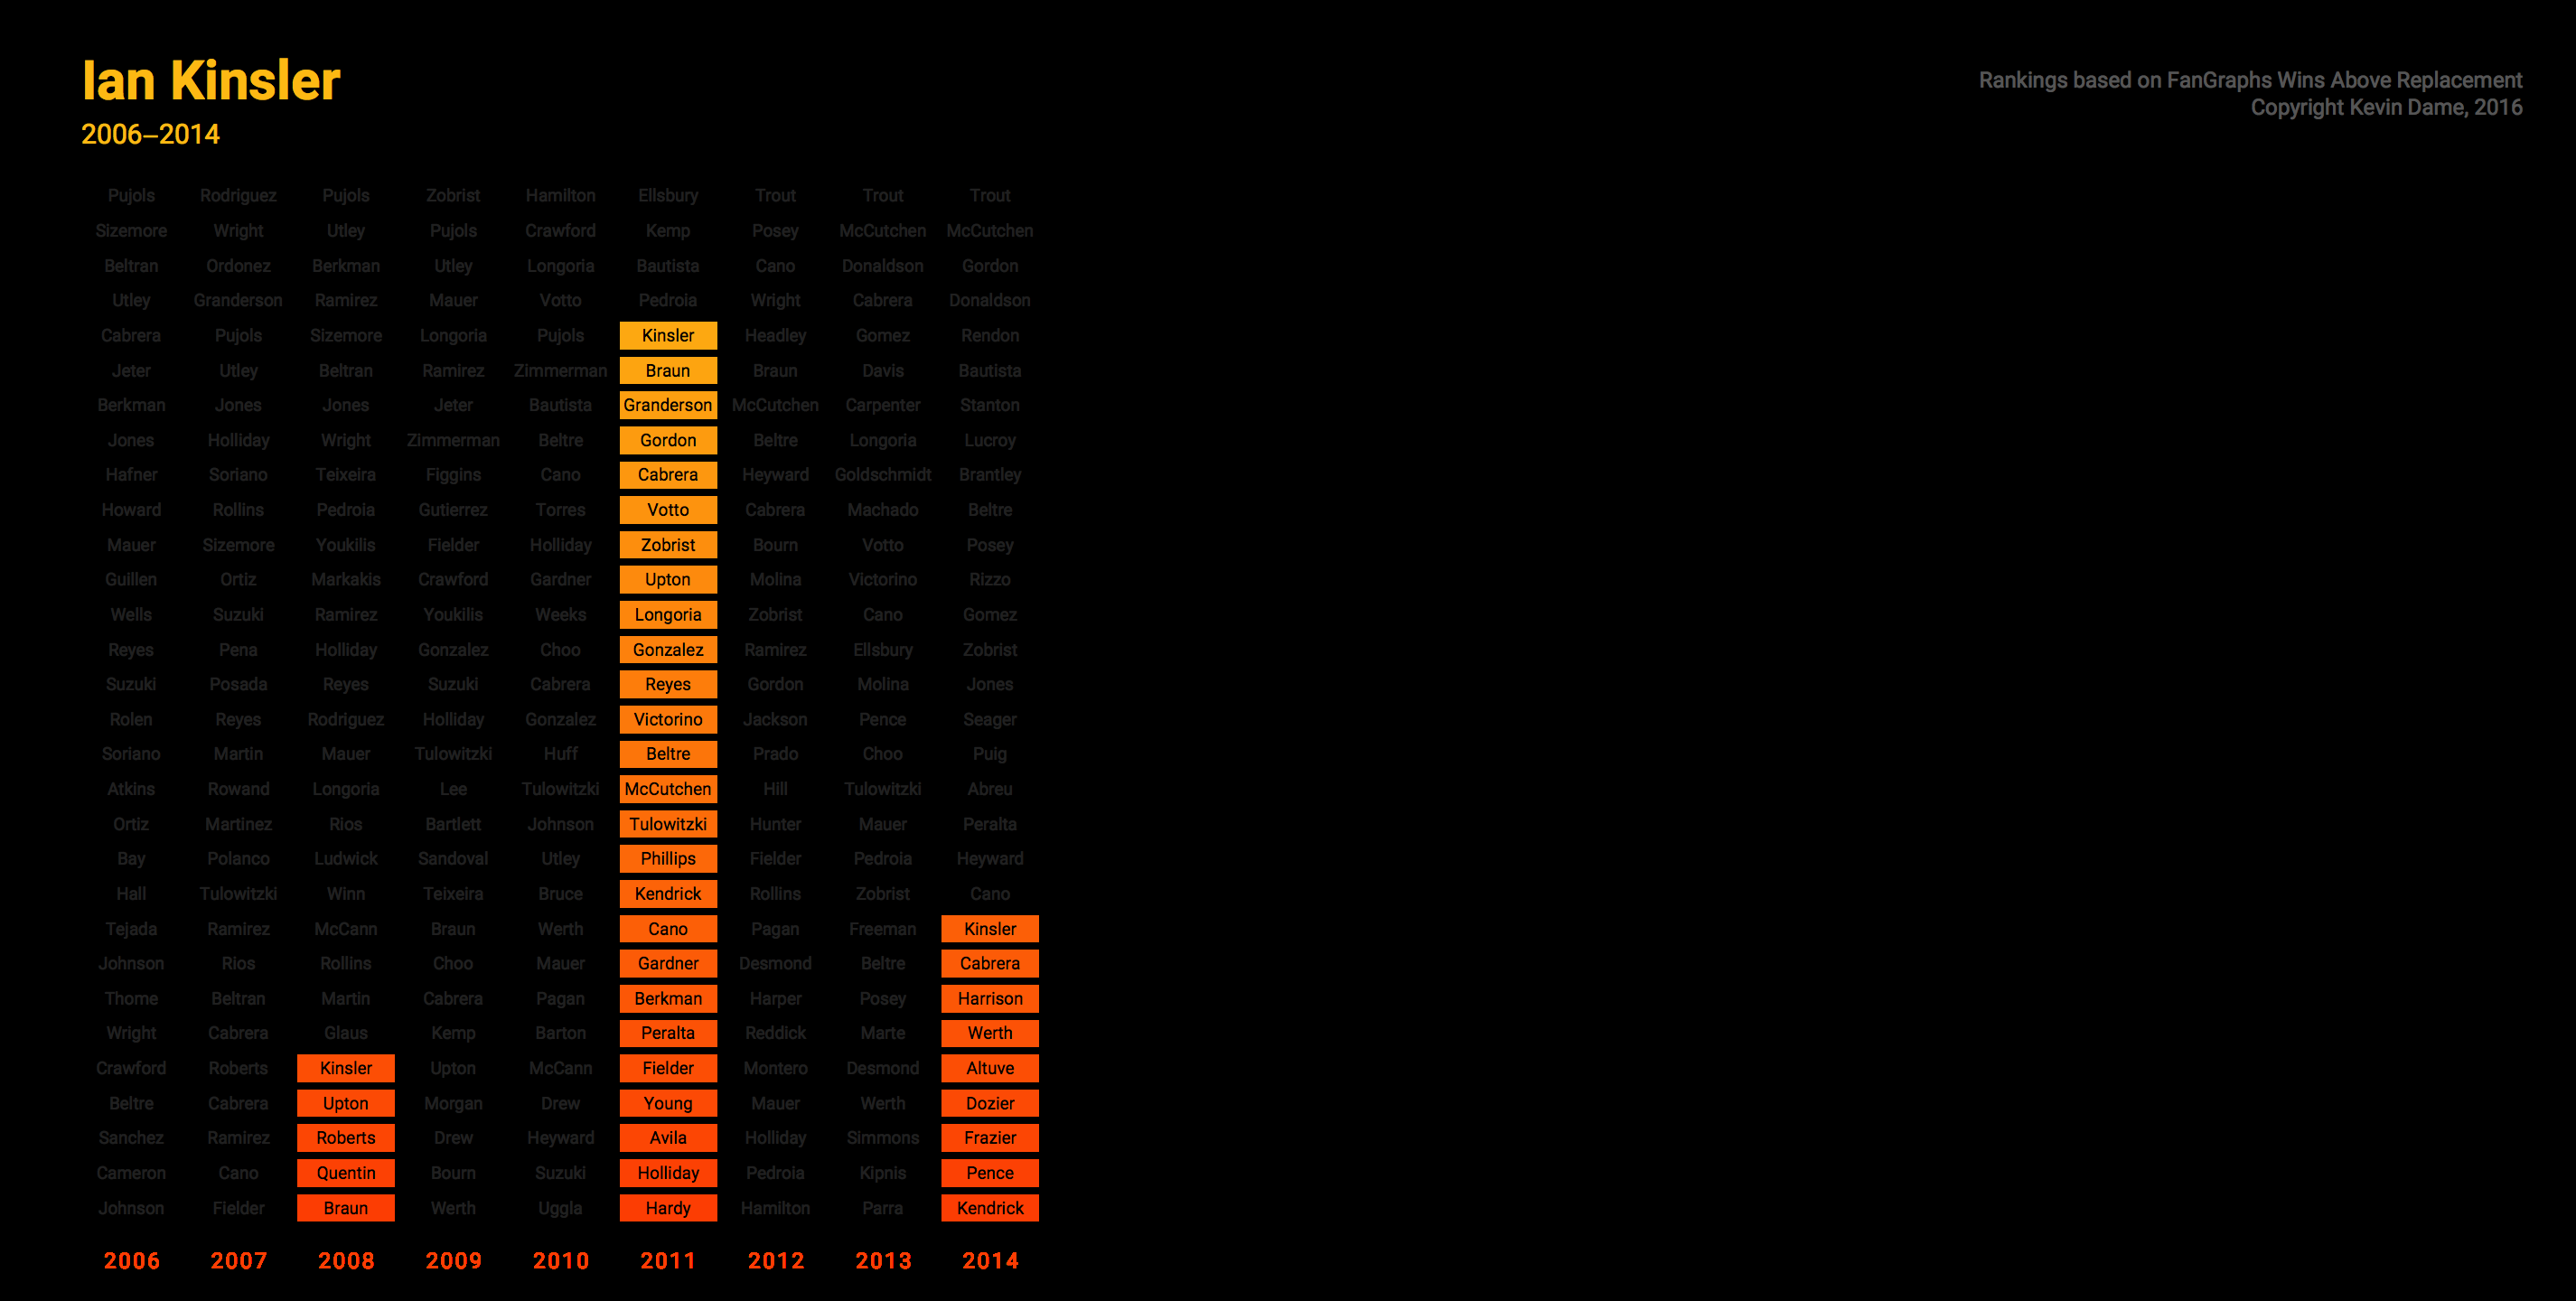 Ian Kinsler
2006–2014
Rankings based on FanGraphs Wins Above Replacement
Copyright Kevin Dame, 2016
Pujols Rodriguez Pujols Zobrist Hamilton Ellsbury Trout Trout Trout
Sizemore Wright Utley Pujols Crawford Kemp Posey McCutchen McCutchen
Beltran Ordonez Berkman Utley Longoria Bautista Cano Donaldson Gordon
Utley Granderson Ramirez Mauer Votto Pedroia Wright Cabrera Donaldson
Cabrera Pujols Sizemore Longoria Pujols Kinsler Headley Gomez Rendon
Jeter Utley Beltran Ramirez Zimmerman Braun Braun Davis Bautista
Berkman Jones Jones Jeter Bautista Granderson McCutchen Carpenter Stanton
Jones Holliday Wright Zimmerman Beltre Gordon Beltre Longoria Lucroy
Hafner Soriano Teixeira Figgins Cano Cabrera Heyward Goldschmidt Brantley
Howard Rollins Pedroia Gutierrez Torres Votto Cabrera Machado Beltre
Mauer Sizemore Youkilis Fielder Holliday Zobrist Bourn Votto Posey
Guillen Ortiz Markakis Crawford Gardner Upton Molina Victorino Rizzo
Wells Suzuki Ramirez Youkilis Weeks Longoria Zobrist Cano Gomez
Reyes Pena Holliday Gonzalez Choo Gonzalez Ramirez Ellsbury Zobrist
Suzuki Posada Reyes Suzuki Cabrera Reyes Gordon Molina Jones
Rolen Reyes Rodriguez Holliday Gonzalez Victorino Jackson Pence Seager
Soriano Martin Mauer Tulowitzki Huff Beltre Prado Choo Puig
Atkins Rowand Longoria Lee Tulowitzki McCutchen Hill Tulowitzki Abreu
Ortiz Martinez Rios Bartlett Johnson Tulowitzki Hunter Mauer Peralta
Bay Polanco Ludwick Sandoval Utley Phillips Fielder Pedroia Heyward
Hall Tulowitzki Winn Teixeira Bruce Kendrick Rollins Zobrist Cano
Tejada Ramirez McCann Braun Werth Cano Pagan Freeman Kinsler
Johnson Rios Rollins Choo Mauer Gardner Desmond Beltre Cabrera
Thome Beltran Martin Cabrera Pagan Berkman Harper Posey Harrison
Wright Cabrera Glaus Kemp Barton Peralta Reddick Marte Werth
Crawford Roberts Kinsler Upton McCann Fielder Montero Desmond Altuve
Beltre Cabrera Upton Morgan Drew Young Mauer Werth Dozier
Sanchez Ramirez Roberts Drew Heyward Avila Holliday Simmons Frazier
Cameron Cano Quentin Bourn Suzuki Holliday Pedroia Kipnis Pence
Johnson Fielder Braun Werth Uggla Hardy Hamilton Parra Kendrick
2006 2007 2008 2009 2010 2011 2012 2013 2014